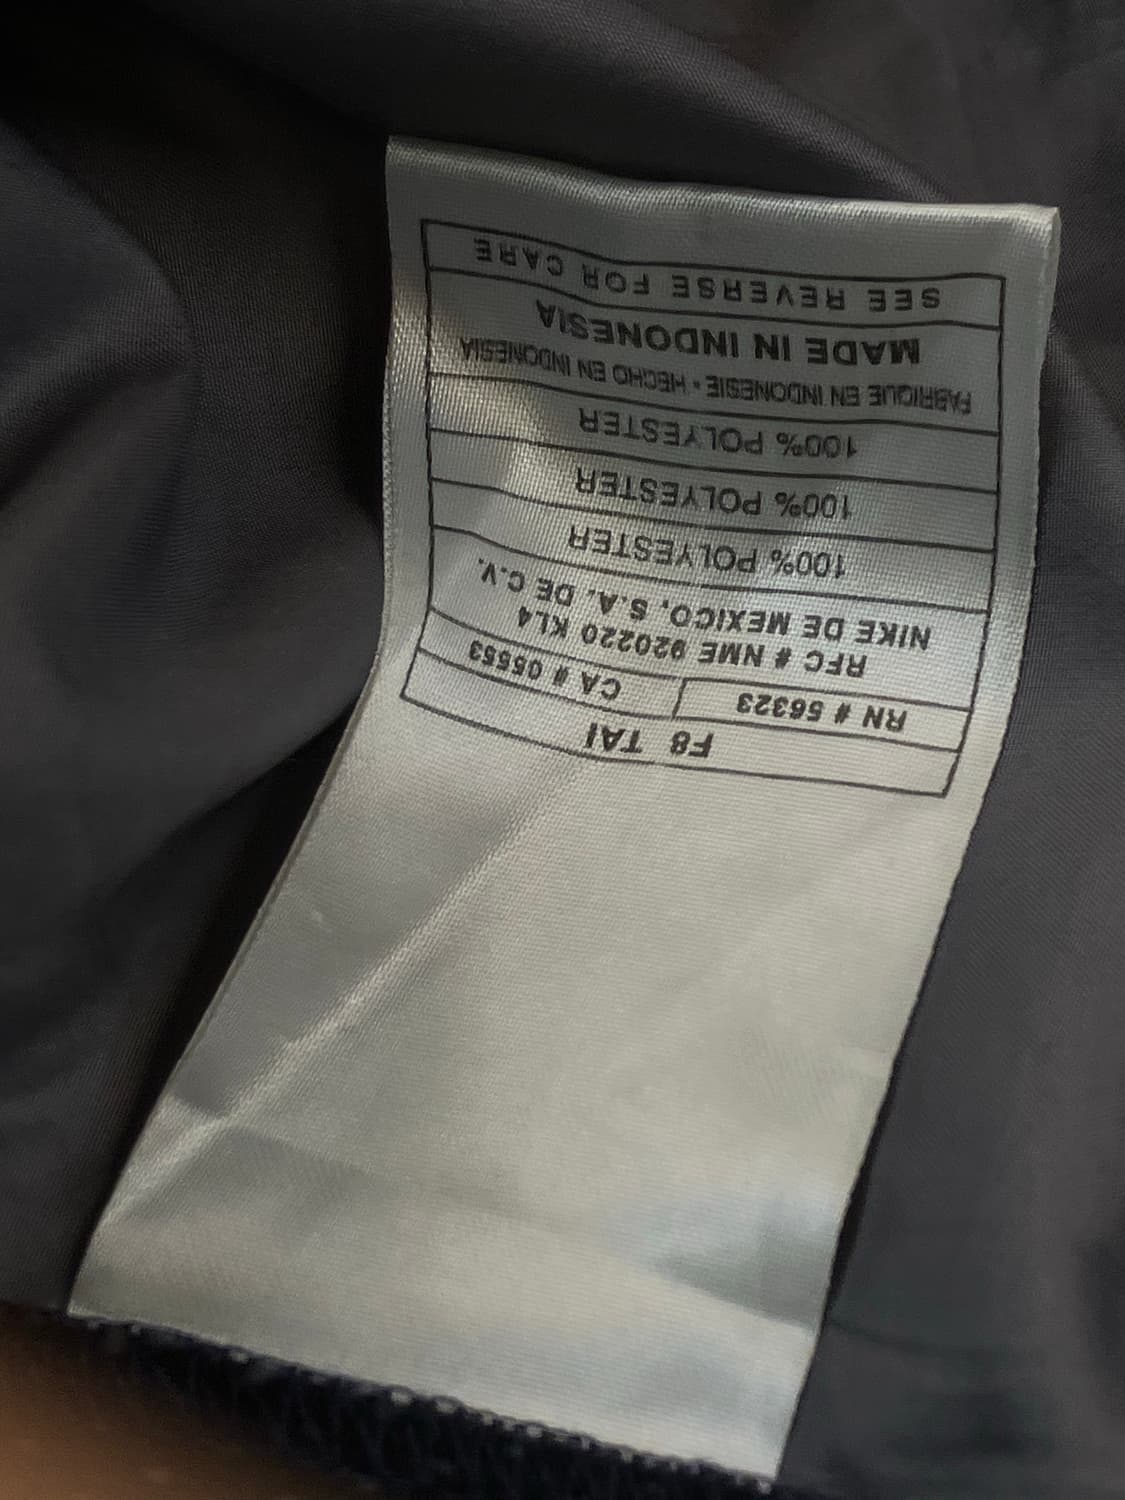 SEE REVERSE FOR CARE
MADE IN INDONESIA
FABRIQUE EN INDONESIE • HECHO EN INDONESIA
100% POLYESTER
100% POLYESTER
100% POLYESTER
NIKE DE MEXICO, S.A. DE C.V.
RFC # NME 920220 KL4
RN # 56323 CA # 05553
F8 TAI